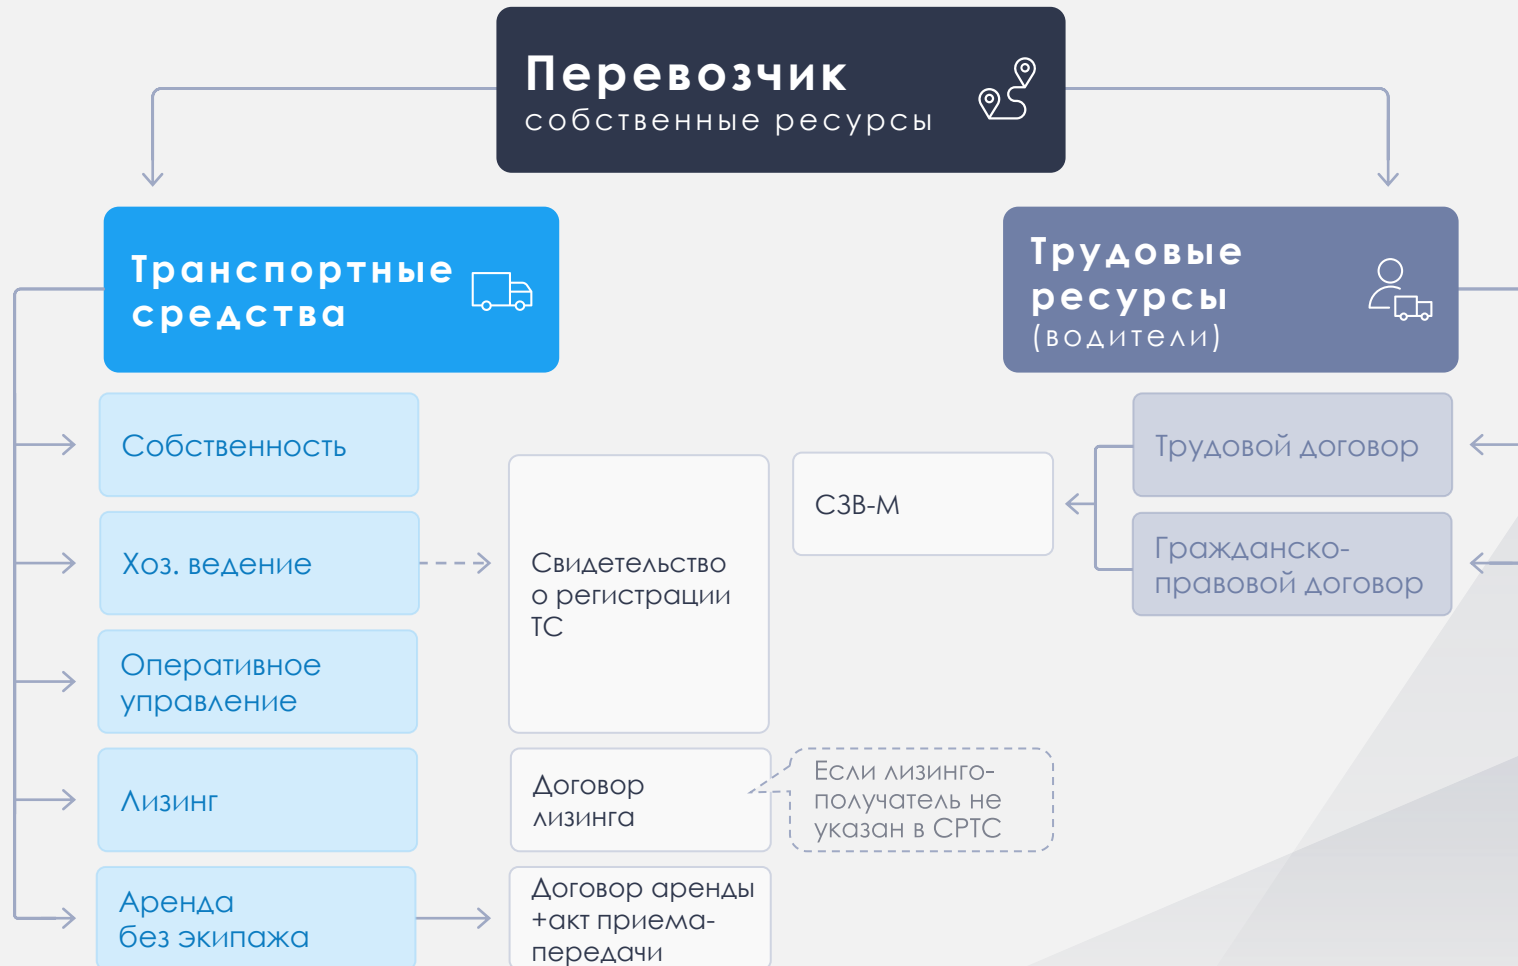 Перевозчик
собственные ресурсы
Транспортные
средства
Трудовые
ресурсы
(водители)
Собственность
Хоз. ведение
Оперативное
управление
Лизинг
Аренда
без экипажа
Свидетельство
о регистрации
ТС
Договор
лизинга
Если лизинго-
получатель не
указан в СРТС
Договор аренды
+акт приема-
передачи
СЗВ-М
Трудовой договор
Гражданско-
правовой договор